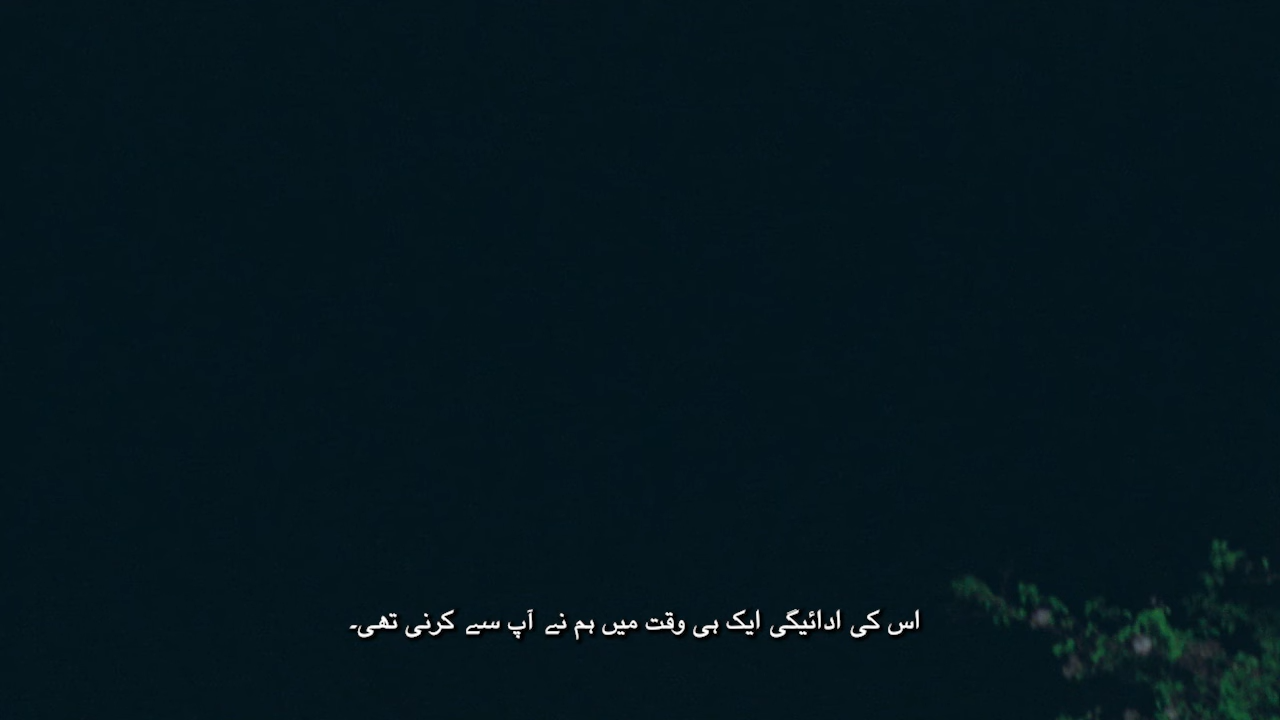 اس کی ادائیگی ایک ہی وقت میں ہم نے آپ سے کرنی تھی۔